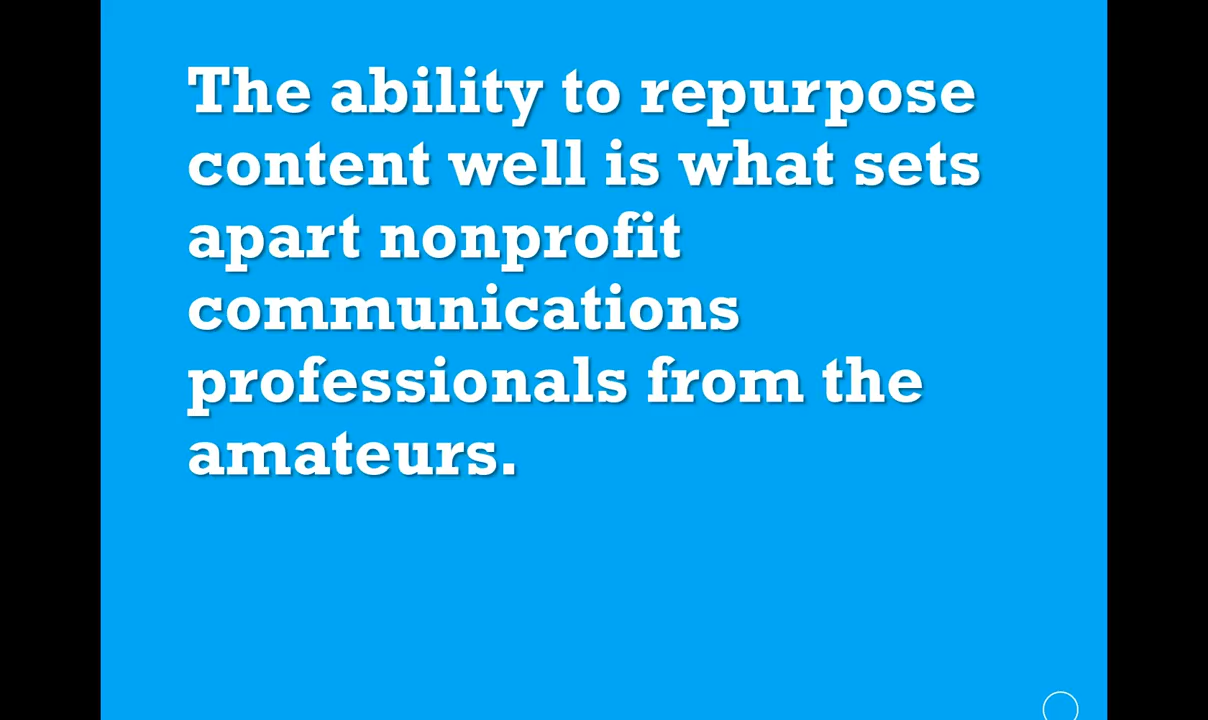 The ability to repurpose
content well is what sets
apart nonprofit
communications
professionals from the
amateurs.